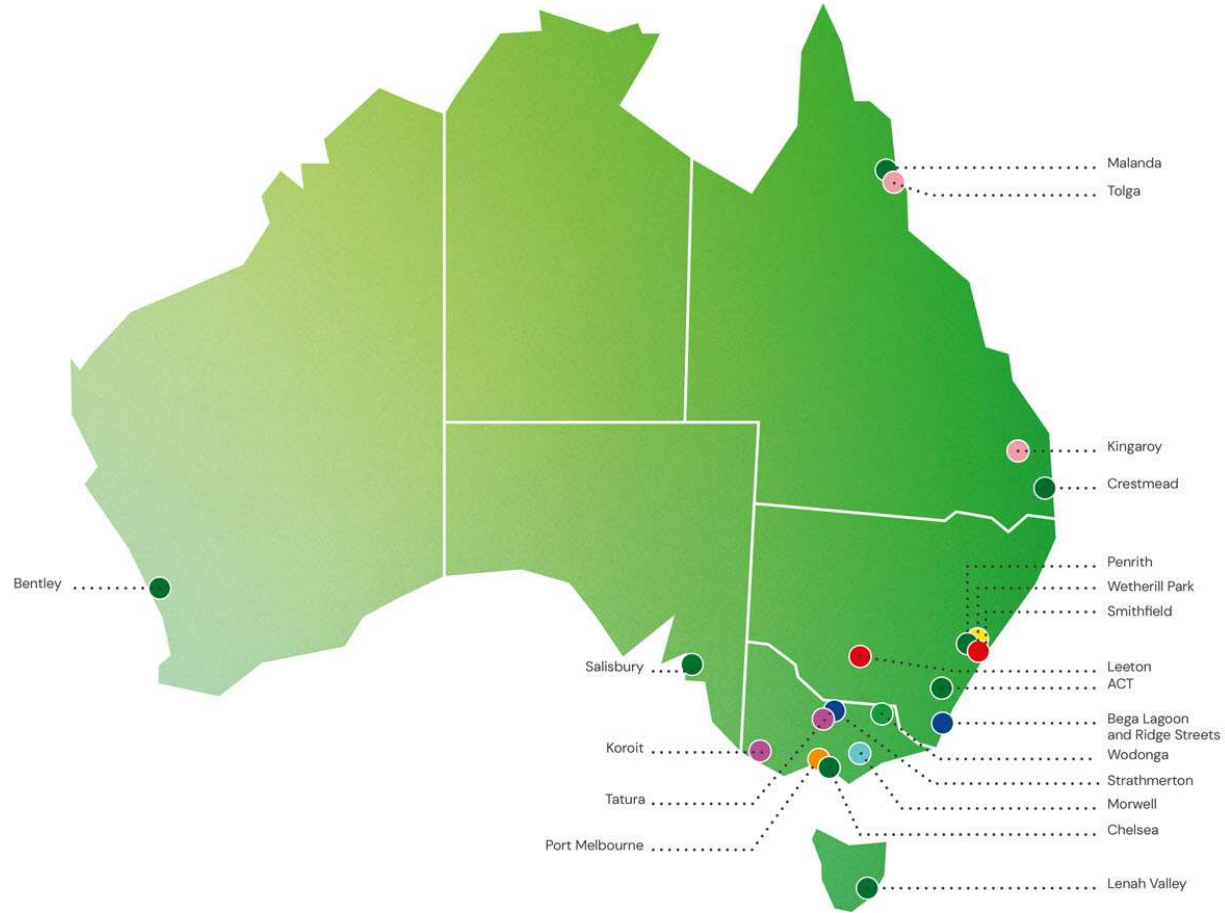 Malanda
Tolga
Kingaroy
Crestmead
Penrith
Wetherill Park
Smithfield
Bentley
Salisbury
Leeton
ACT
Bega Lagoon
and Ridge Streets
Koroit
Wodonga
Strathmerton
Tatura
Morwell
Chelsea
Port Melbourne
Lenah Valley